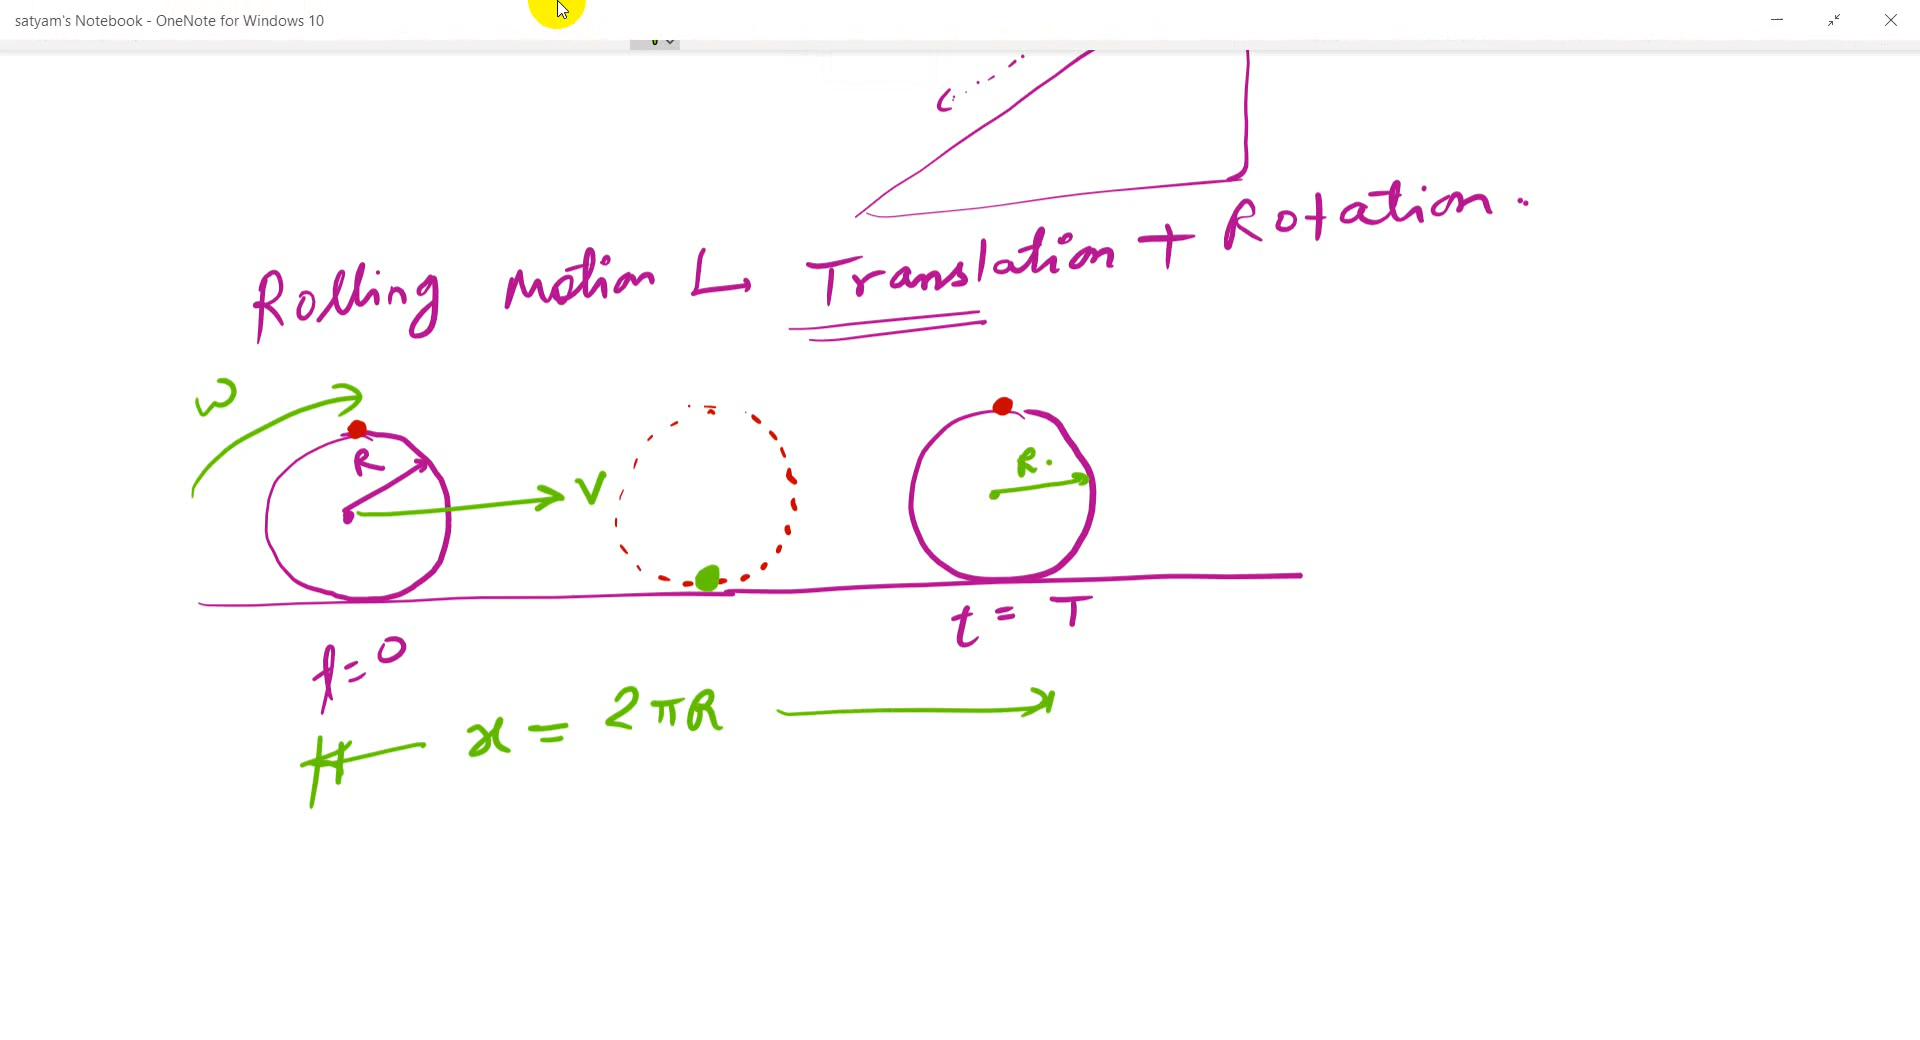 satyam's Notebook - OneNote for Windows 10
Rolling Motion ↳ Translation + Rotation.
ω
R
V
R.
t=0
t = T
x = 2πR